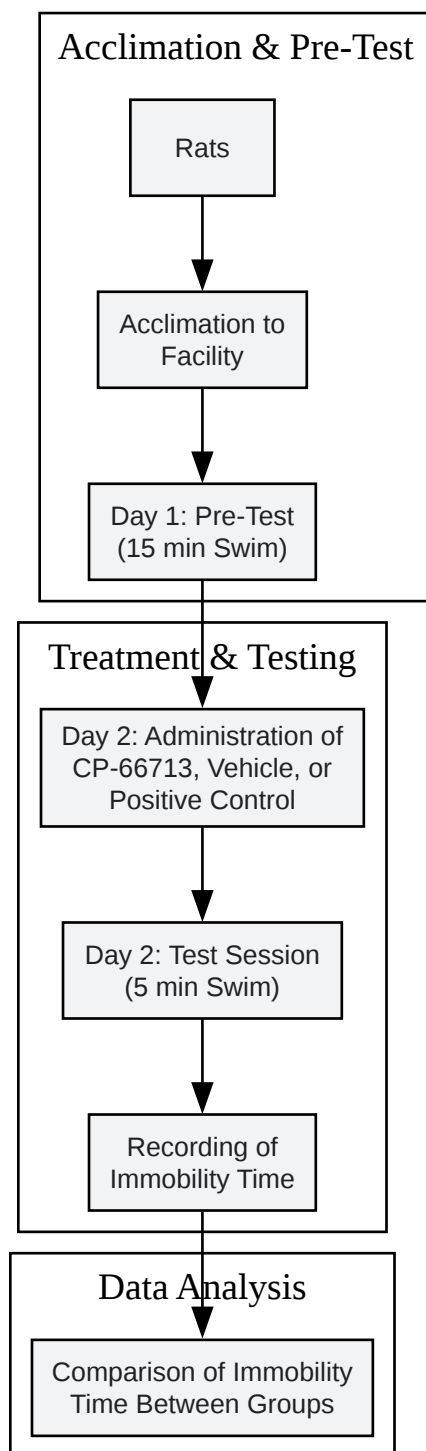 Acclimation & Pre-Test
Rats
Acclimation to
Facility
Day 1: Pre-Test
(15 min Swim)
Treatment & Testing
Day 2: Administration of
CP-66713, Vehicle, or
Positive Control
Day 2: Test Session
(5 min Swim)
Recording of
Immobility Time
Data Analysis
Comparison of Immobility
Time Between Groups